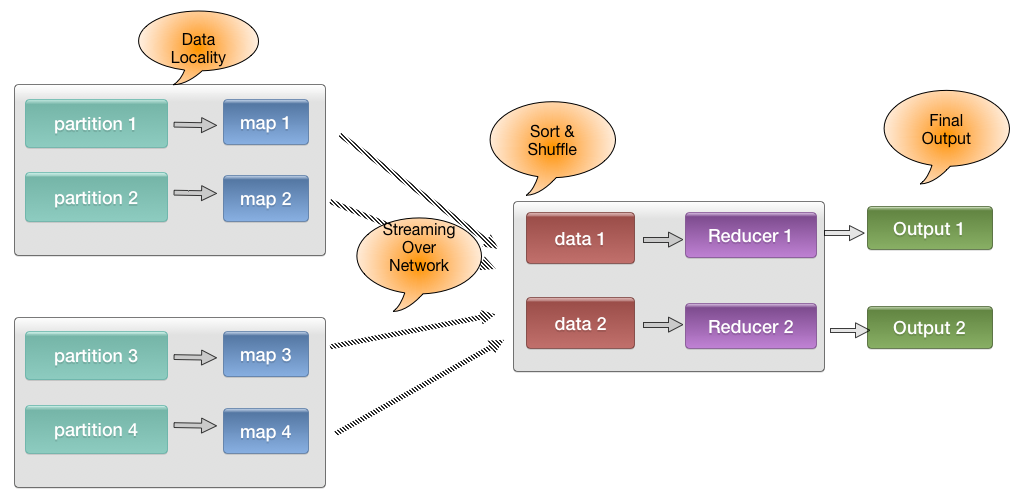 Data
Locality
partition 1
map 1
partition 2
map 2
Streaming
Over
Network
partition 3
map 3
partition 4
map 4
Sort &
Shuffle
data 1
Reducer 1
data 2
Reducer 2
Final
Output
Output 1
Output 2